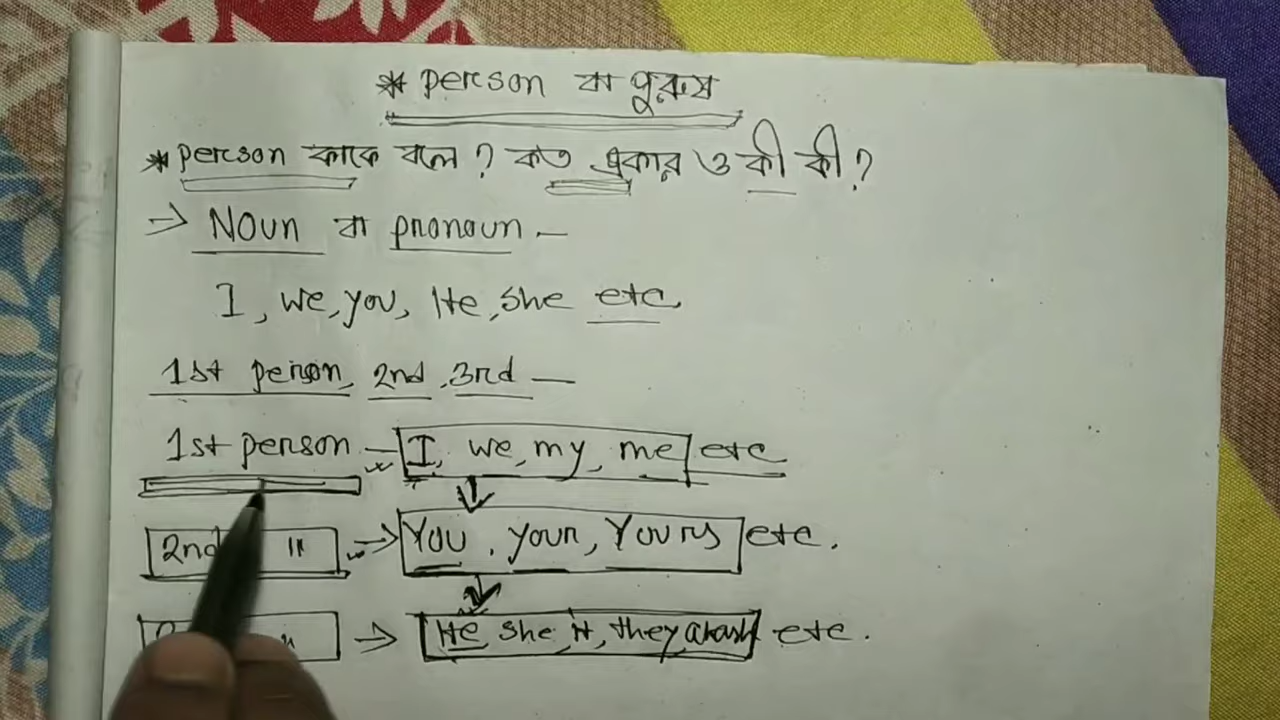 * person বা পুরুষ
* person কাকে বলে? কত প্রকার ও কী কী?
⇒ Noun বা pronoun –
I, we, you, He, she etc
1st person, 2nd, 3rd –
1st person – I, we, my, me etc
2nd " → You, your, Yours etc.
" → He she it, they, akash etc.